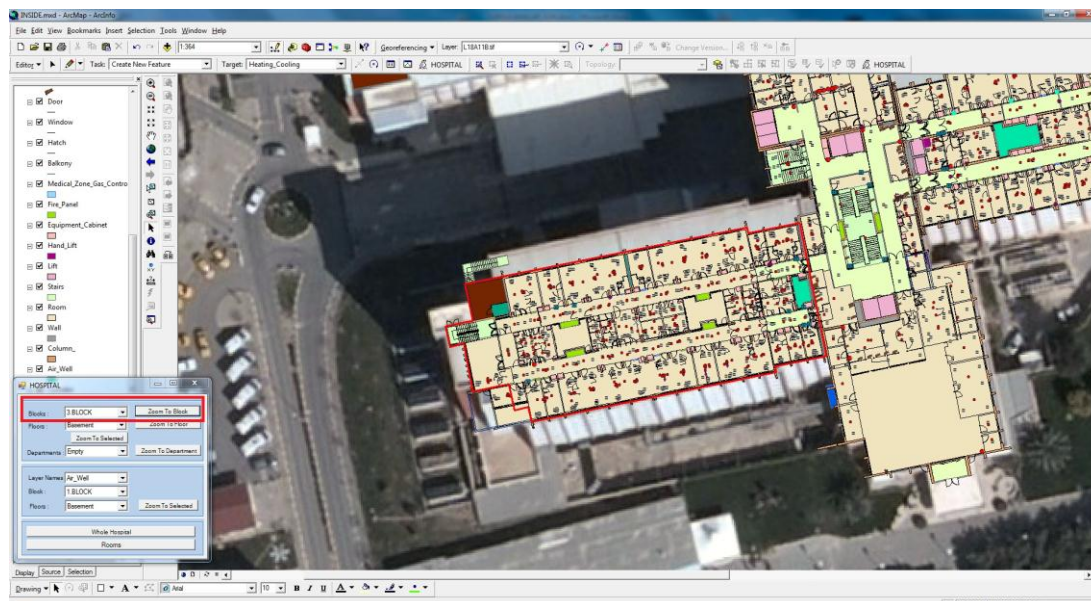 INSIDE.mxd - ArcMap - ArcInfo
File Edit View Bookmarks Insert Selection Tools Window Help
1:364 Georeferencing Layer: L18A11B.tif Change Version...
Editor Task: Create New Feature Target: Heating_Cooling HOSPITAL Topology: HOSPITAL
Door
Window
Hatch
Balkony
Medical_Zone_Gas_Contro
Fire_Panel
Equipment_Cabinet
Hand_Lift
Lift
Stairs
Room
Wall
Column_
Air_Well
HOSPITAL
Blocks : 3.BLOCK Zoom To Block
Floors : Basement Zoom To Floor
Zoom To Selected
Departments : Empty Zoom To Department
Layer Names Air_Well
Block : 1.BLOCK
Floors : Basement Zoom To Selected
Whole Hospital
Rooms
Display Source Selection
Drawing A Arial 10 B I U A